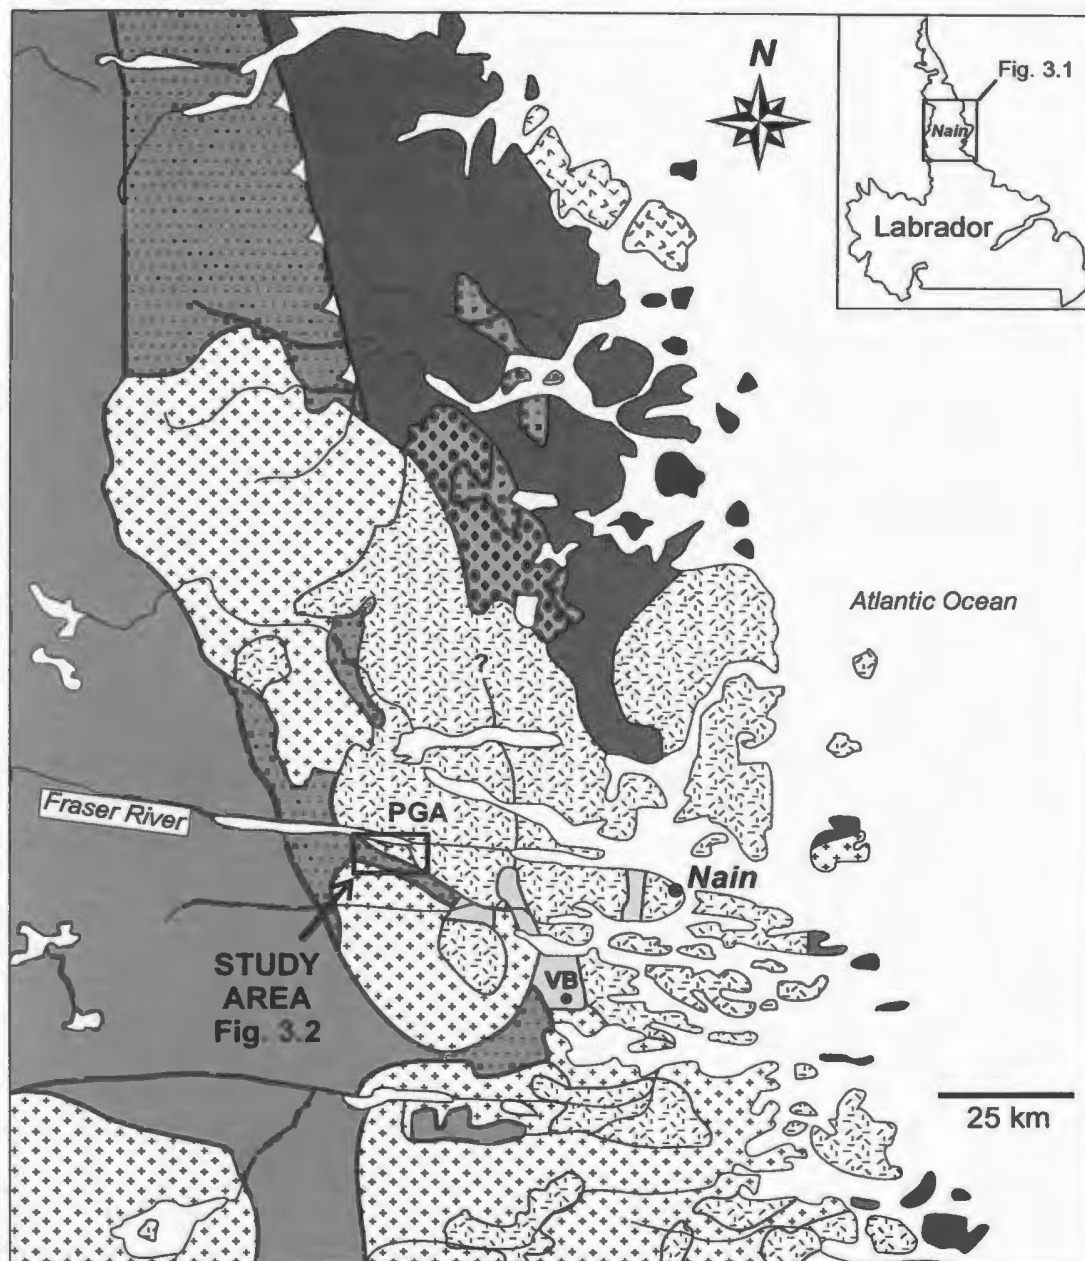 N
Fig. 3.1
Nain
Labrador
Atlantic Ocean
?
Fraser River
PGA
Nain
STUDY
AREA
Fig. 3.2
VB
25 km